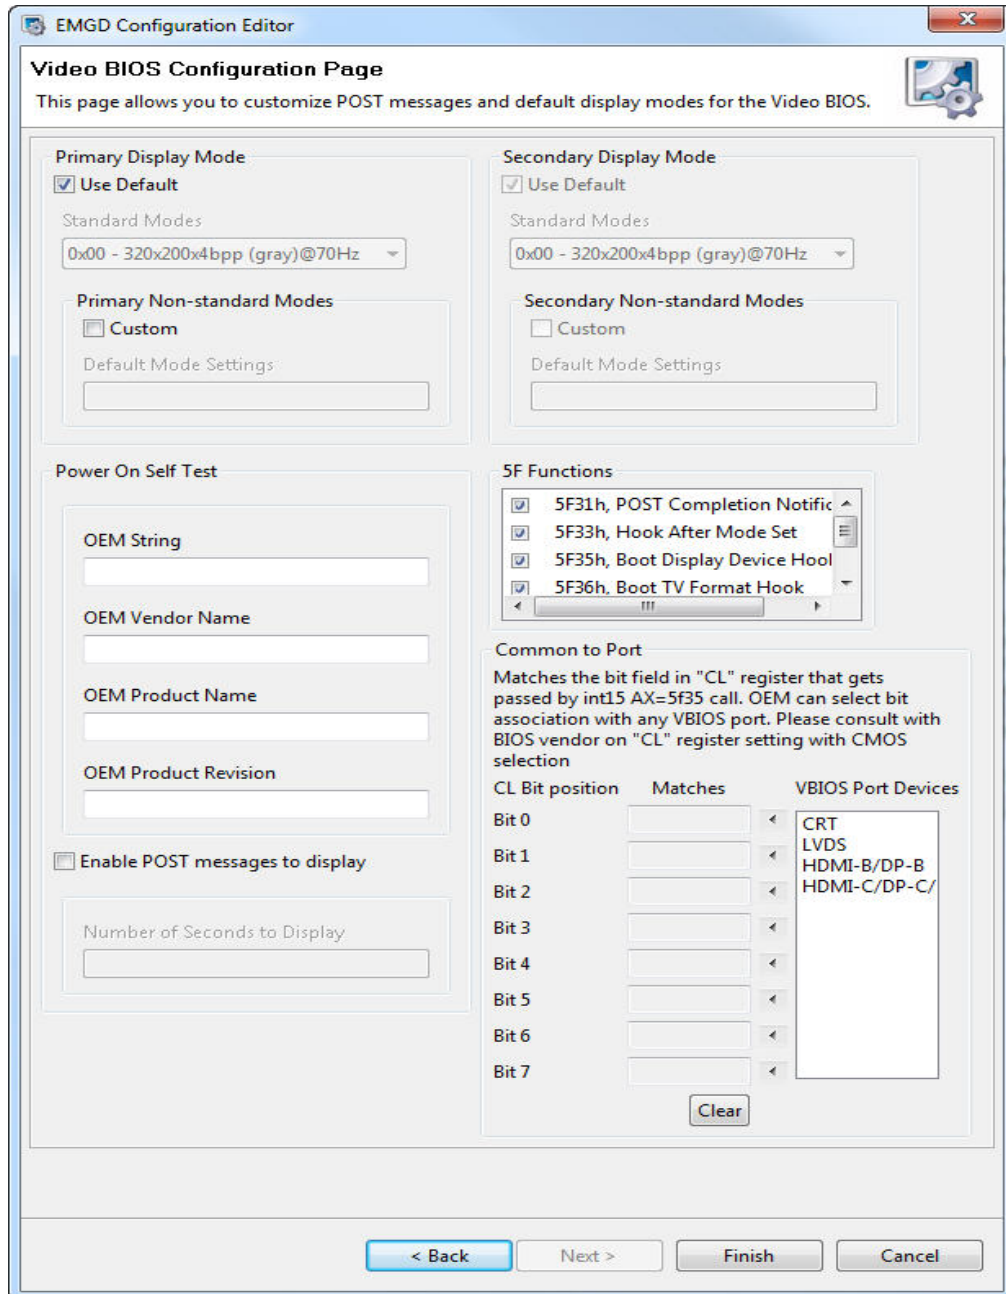 EMGD Configuration Editor
Video BIOS Configuration Page
This page allows you to customize POST messages and default display modes for the Video BIOS.
Primary Display Mode
Use Default
Standard Modes
0x00 - 320x200x4bpp (gray)@70Hz
Primary Non-standard Modes
Custom
Default Mode Settings
Secondary Display Mode
Use Default
Standard Modes
0x00 - 320x200x4bpp (gray)@70Hz
Secondary Non-standard Modes
Custom
Default Mode Settings
Power On Self Test
OEM String
OEM Vendor Name
OEM Product Name
OEM Product Revision
Enable POST messages to display
Number of Seconds to Display
5F Functions
5F31h, POST Completion Notific
5F33h, Hook After Mode Set
5F35h, Boot Display Device Hool
5F36h, Boot TV Format Hook
Common to Port
Matches the bit field in "CL" register that gets
passed by int15 AX=5f35 call. OEM can select bit
association with any VBIOS port. Please consult with
BIOS vendor on "CL" register setting with CMOS
selection
CL Bit position Matches VBIOS Port Devices
Bit 0
Bit 1
Bit 2
Bit 3
Bit 4
Bit 5
Bit 6
Bit 7
CRT
LVDS
HDMI-B/DP-B
HDMI-C/DP-C/
Clear
< Back Next > Finish Cancel